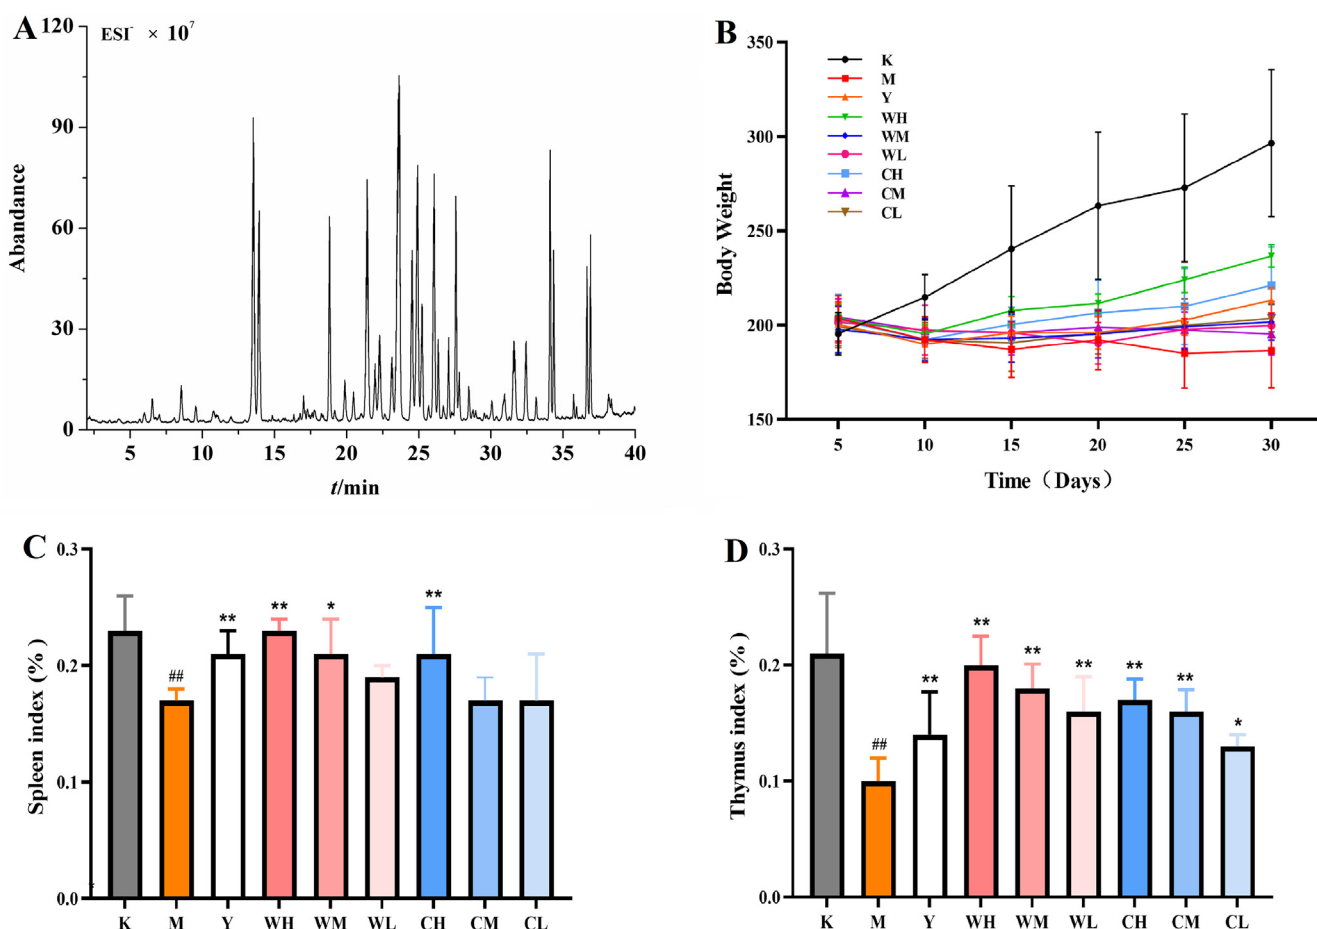 A
ESI⁻ × 10⁷
120
90
60
30
0
Abandance
5 10 15 20 25 30 35 40
t/min
B
K
M
Y
WH
WM
WL
CH
CM
CL
350
300
250
200
150
Body Weight
5 10 15 20 25 30
Time（Days）
C
0.3
0.2
0.1
0.0
Spleen index (%)
## ** ** * **
K M Y WH WM WL CH CM CL
D
0.3
0.2
0.1
0.0
Thymus index (%)
## ** ** ** ** ** ** *
K M Y WH WM WL CH CM CL